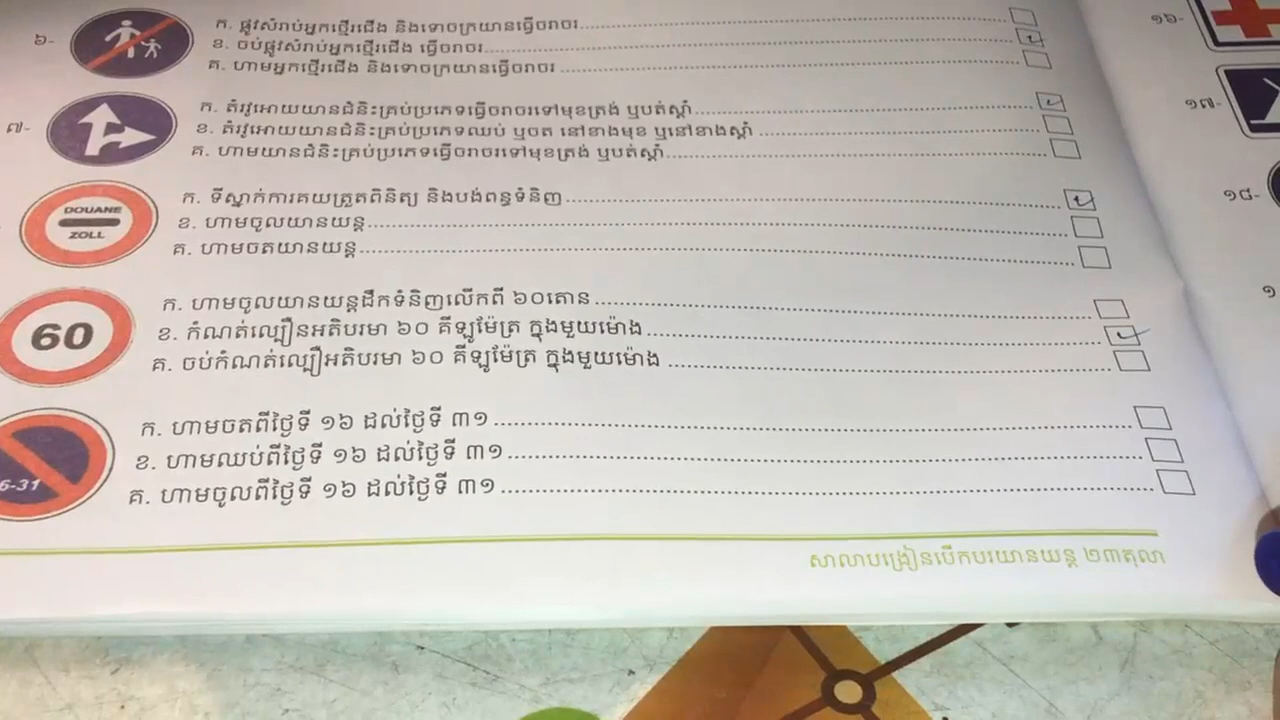 ៦-
ក. ផ្លូវសំរាប់អ្នកថ្មើរជើង និងទោចក្រយានធ្វើចរាចរ
ខ. ចប់ផ្លូវសំរាប់អ្នកថ្មើរជើង ធ្វើចរាចរ
គ. ហាមអ្នកថ្មើរជើង និងទោចក្រយានធ្វើចរាចរ
៧-
ក. តំរវូអោយយានជំនិះគ្រប់ប្រភេទធ្វើចរាចរទៅមុខត្រង់ ឬបត់ស្តាំ
ខ. តំរវូអោយយានជំនិះគ្រប់ប្រភេទឈប់ ឬចត នៅខាងមុខ ឬនៅខាងស្តាំ
គ. ហាមយានជំនិះគ្រប់ប្រភេទធ្វើចរាចរទៅមុខត្រង់ ឬបត់ស្តាំ
DOUANE
ZOLL
ក. ទីស្នាក់ការគយត្រួតពិនិត្យ និងបង់ពន្ធទំនិញ
ខ. ហាមចូលយានយន្ត
គ. ហាមចតយានយន្ត
60
ក. ហាមចូលយានយន្តដឹកទំនិញលើកពី ៦០តោន
ខ. កំណត់ល្បឿនអតិបរមា ៦០ គីឡូម៉ែត្រ ក្នុងមួយម៉ោង
គ. ចប់កំណត់ល្បឿអតិបរមា ៦០ គីឡូម៉ែត្រ ក្នុងមួយម៉ោង
6-31
ក. ហាមចតពីថ្ងៃទី ១៦ ដល់ថ្ងៃទី ៣១
ខ. ហាមឈប់ពីថ្ងៃទី ១៦ ដល់ថ្ងៃទី ៣១
គ. ហាមចូលពីថ្ងៃទី ១៦ ដល់ថ្ងៃទី ៣១
សាលាបង្រៀនបើកបរយានយន្ត ២៣តុលា
១៦-
១៧-
១៨-
១